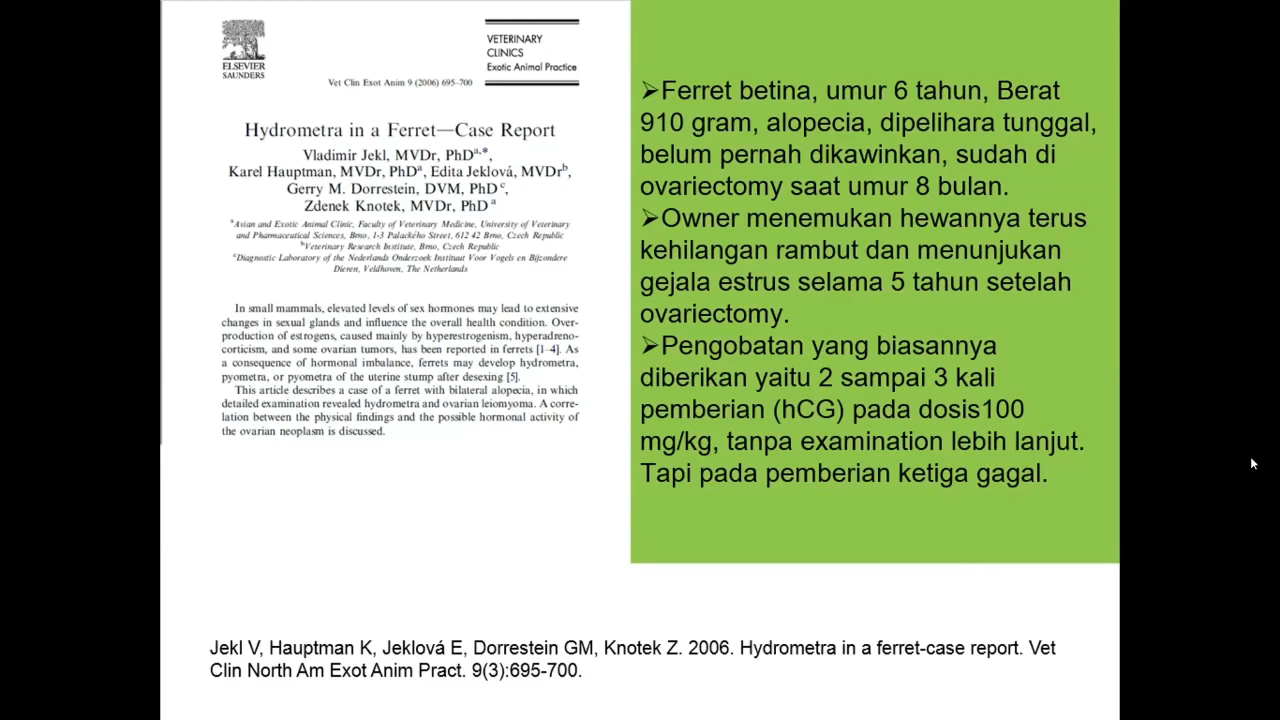 ELSEVIER
SAUNDERS
VETERINARY
CLINICS
Exotic Animal Practice
Vet Clin Exot Anim 9 (2006) 695–700
Hydrometra in a Ferret—Case Report
Vladimír Jekl, MVDr, PhDa,*,
Karel Hauptman, MVDr, PhDa, Edita Jeklová, MVDrb,
Gerry M. Dorrestein, DVM, PhDc,
Zdenek Knotek, MVDr, PhDa
aAvian and Exotic Animal Clinic, Faculty of Veterinary Medicine, University of Veterinary
and Pharmaceutical Sciences, Brno, 1-3 Palackého Street, 612 42 Brno, Czech Republic
bVeterinary Research Institute, Brno, Czech Republic
cDiagnostic Laboratory of the Nederlands Onderzoek Instituut Voor Vogels en Bijzondere
Dieren, Veldhoven, The Netherlands
In small mammals, elevated levels of sex hormones may lead to extensive
changes in sexual glands and influence the overall health condition. Over-
production of estrogens, caused mainly by hyperestrogenism, hyperadreno-
corticism, and some ovarian tumors, has been reported in ferrets [1–4]. As
a consequence of hormonal imbalance, ferrets may develop hydrometra,
pyometra, or pyometra of the uterine stump after desexing [5].
This article describes a case of a ferret with bilateral alopecia, in which
detailed examination revealed hydrometra and ovarian leiomyoma. A corre-
lation between the physical findings and the possible hormonal activity of
the ovarian neoplasm is discussed.
➢Ferret betina, umur 6 tahun, Berat
910 gram, alopecia, dipelihara tunggal,
belum pernah dikawinkan, sudah di
ovariectomy saat umur 8 bulan.
➢Owner menemukan hewannya terus
kehilangan rambut dan menunjukan
gejala estrus selama 5 tahun setelah
ovariectomy.
➢Pengobatan yang biasannya
diberikan yaitu 2 sampai 3 kali
pemberian (hCG) pada dosis100
mg/kg, tanpa examination lebih lanjut.
Tapi pada pemberian ketiga gagal.
Jekl V, Hauptman K, Jeklová E, Dorrestein GM, Knotek Z. 2006. Hydrometra in a ferret-case report. Vet
Clin North Am Exot Anim Pract. 9(3):695-700.